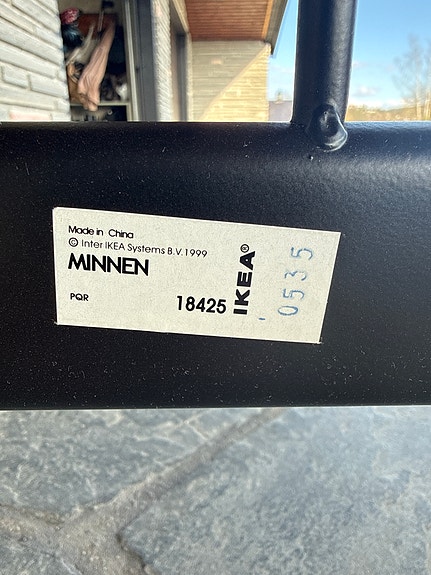 Made in China
© Inter IKEA Systems B.V. 1999
MINNEN
PQR
18425
IKEA®
0535